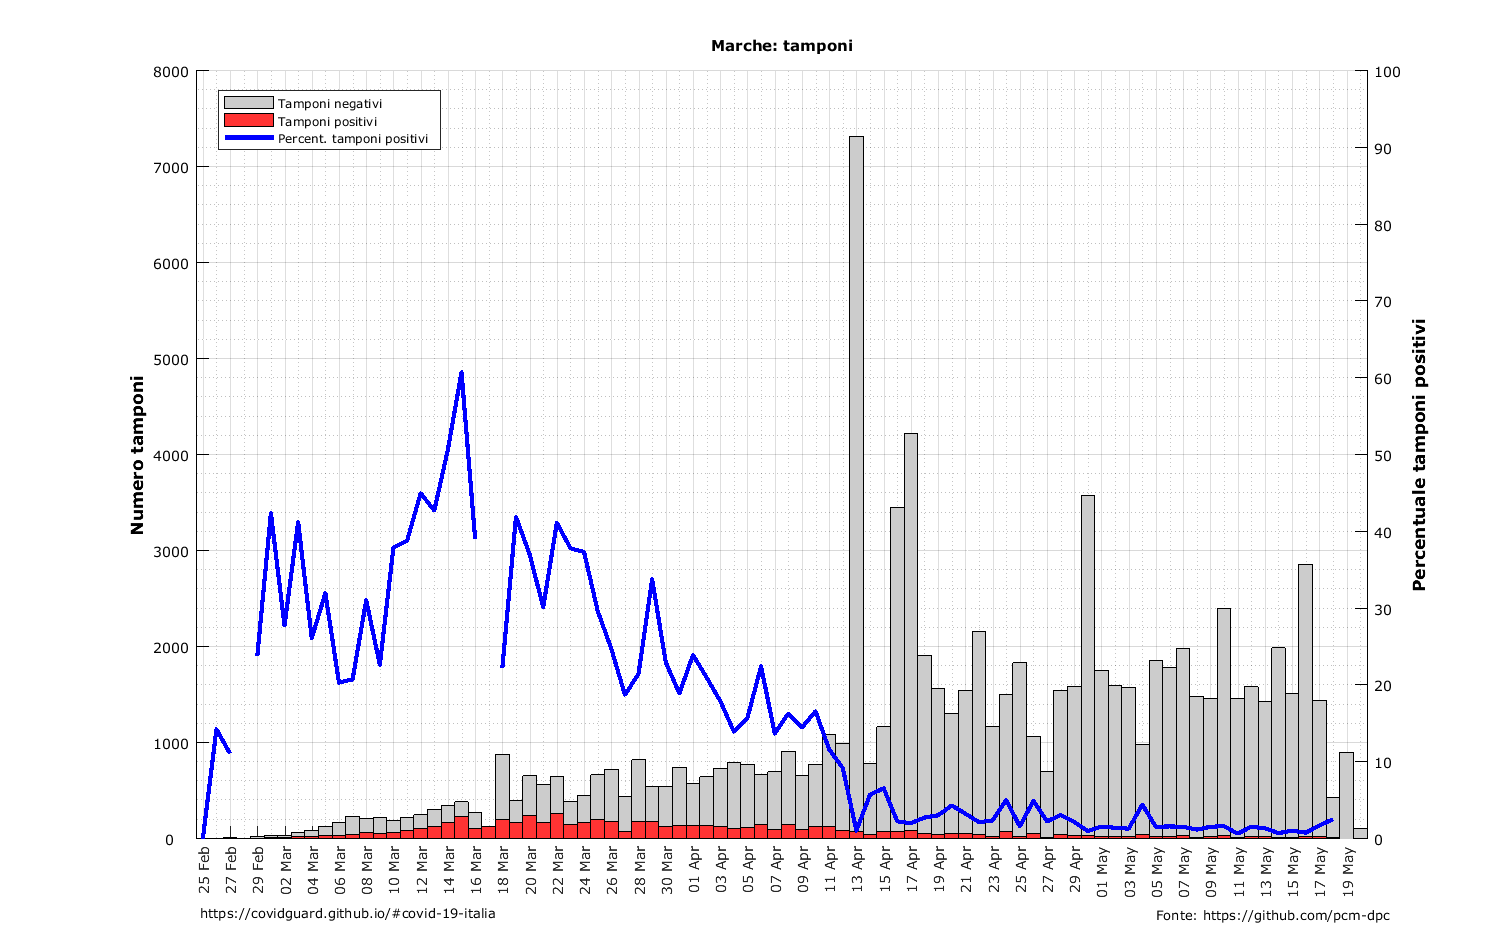 Marche: tamponi
Tamponi negativi
Tamponi positivi
Percent. tamponi positivi
Numero tamponi
8000
7000
6000
5000
4000
3000
2000
1000
0
100
90
80
70
60
50
40
30
20
10
0
Percentuale tamponi positivi
25 Feb
27 Feb
29 Feb
02 Mar
04 Mar
06 Mar
08 Mar
10 Mar
12 Mar
14 Mar
16 Mar
18 Mar
20 Mar
22 Mar
24 Mar
26 Mar
28 Mar
30 Mar
01 Apr
03 Apr
05 Apr
07 Apr
09 Apr
11 Apr
13 Apr
15 Apr
17 Apr
19 Apr
21 Apr
23 Apr
25 Apr
27 Apr
29 Apr
01 May
03 May
05 May
07 May
09 May
11 May
13 May
15 May
17 May
19 May
https://covidguard.github.io/#covid-19-italia
Fonte: https://github.com/pcm-dpc